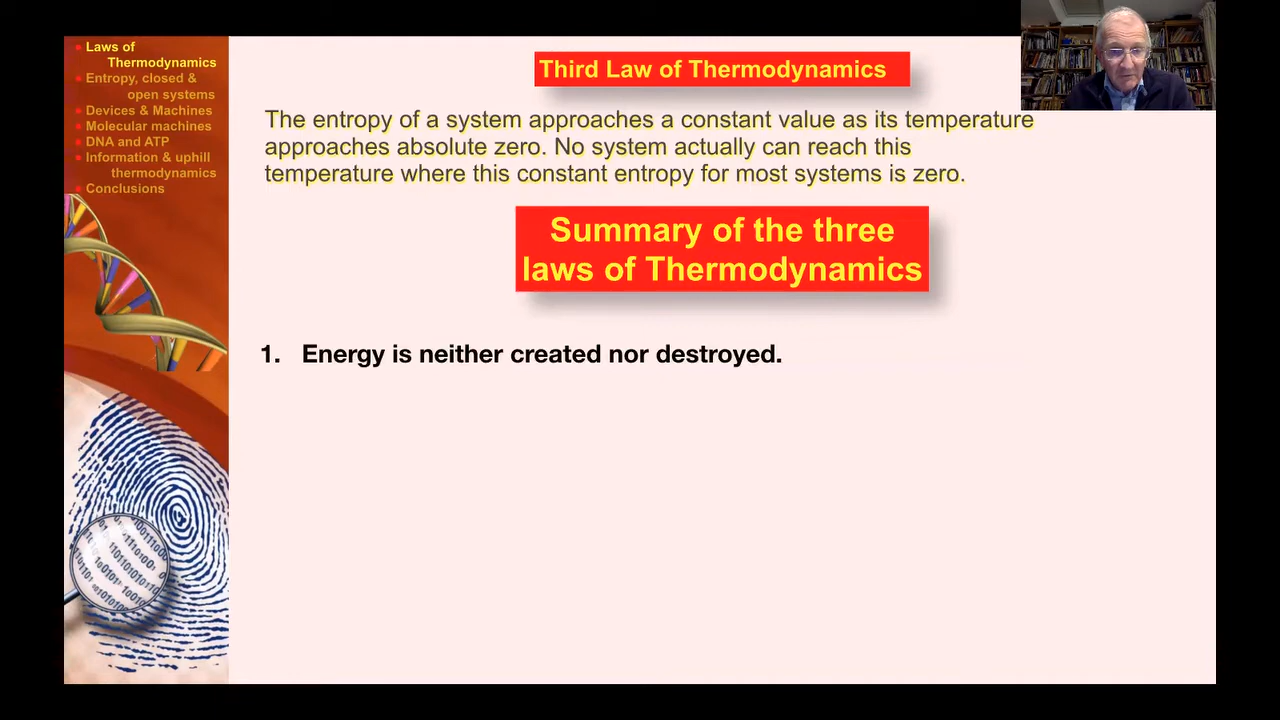 Laws of
Thermodynamics
Entropy, closed &
open systems
Devices & Machines
Molecular machines
DNA and ATP
Information & uphill
thermodynamics
Conclusions
Third Law of Thermodynamics
The entropy of a system approaches a constant value as its temperature
approaches absolute zero. No system actually can reach this
temperature where this constant entropy for most systems is zero.
Summary of the three
laws of Thermodynamics
1. Energy is neither created nor destroyed.